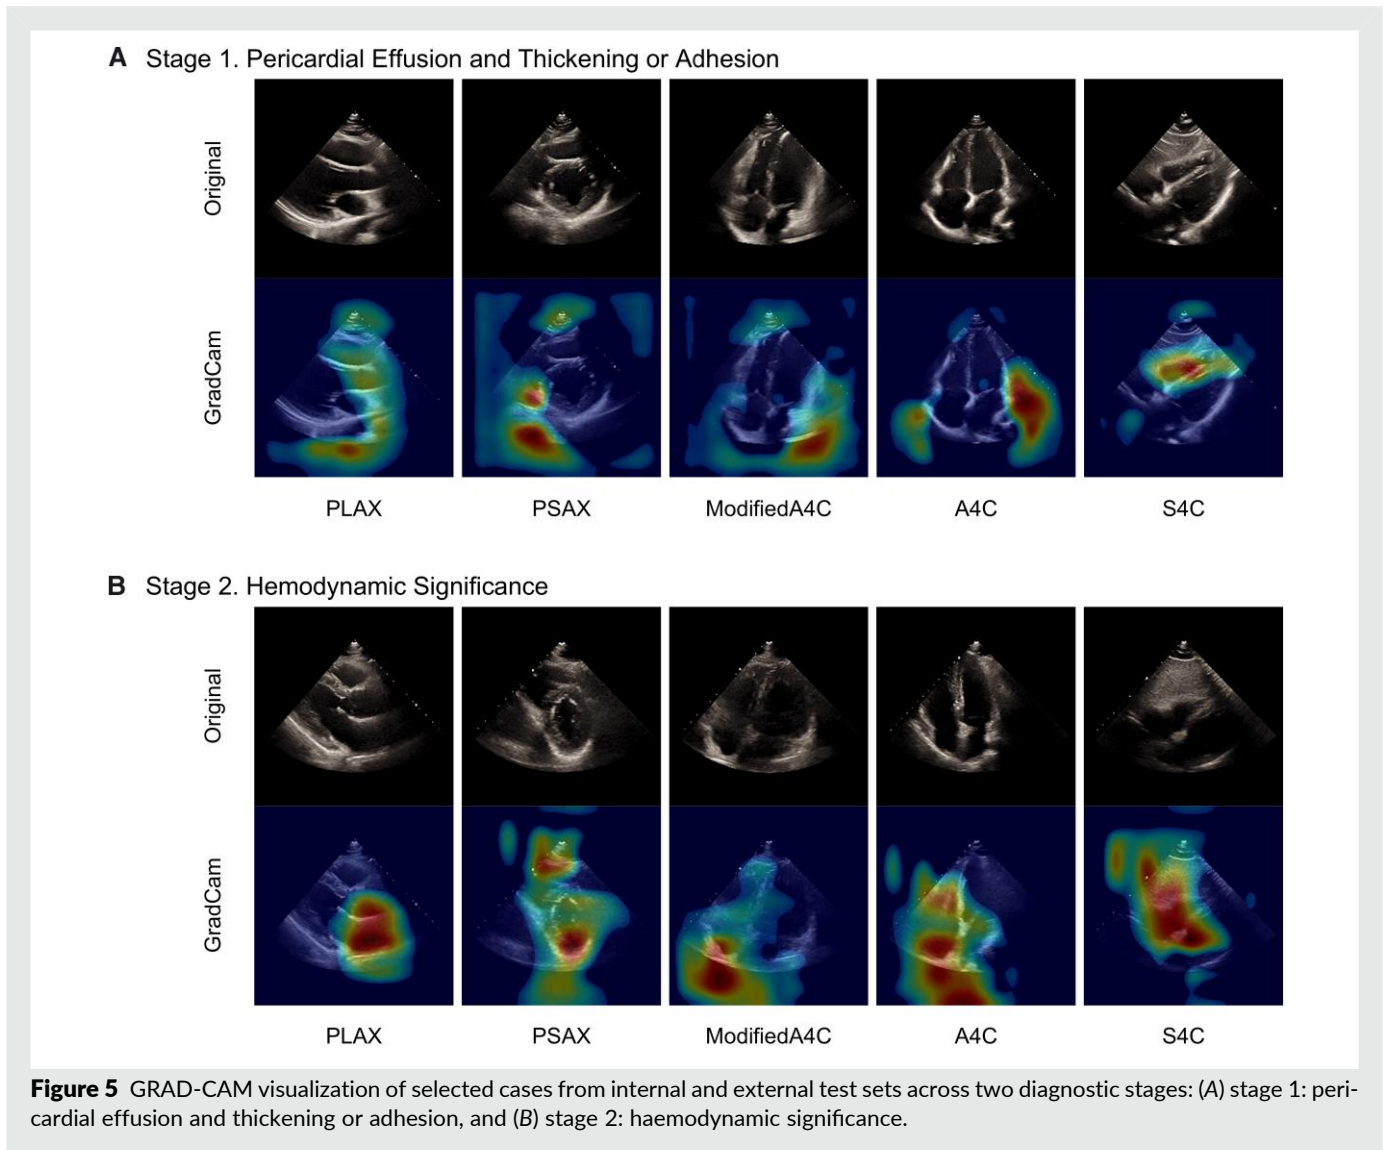 A Stage 1. Pericardial Effusion and Thickening or Adhesion
Original
GradCam
PLAX PSAX ModifiedA4C A4C S4C
B Stage 2. Hemodynamic Significance
Original
GradCam
PLAX PSAX ModifiedA4C A4C S4C
Figure 5 GRAD-CAM visualization of selected cases from internal and external test sets across two diagnostic stages: (A) stage 1: peri-
cardial effusion and thickening or adhesion, and (B) stage 2: haemodynamic significance.